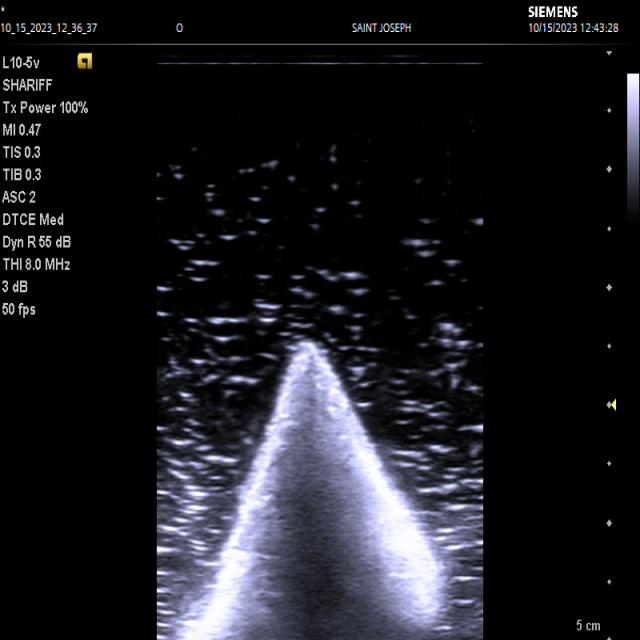 *
SIEMENS
10_15_2023_12_36_37 O SAINT JOSEPH 10/15/2023 12:43:28
L10-5v
SHARIFF
Tx Power 100%
MI 0.47
TIS 0.3
TIB 0.3
ASC 2
DTCE Med
Dyn R 55 dB
THI 8.0 MHz
3 dB
50 fps
5 cm